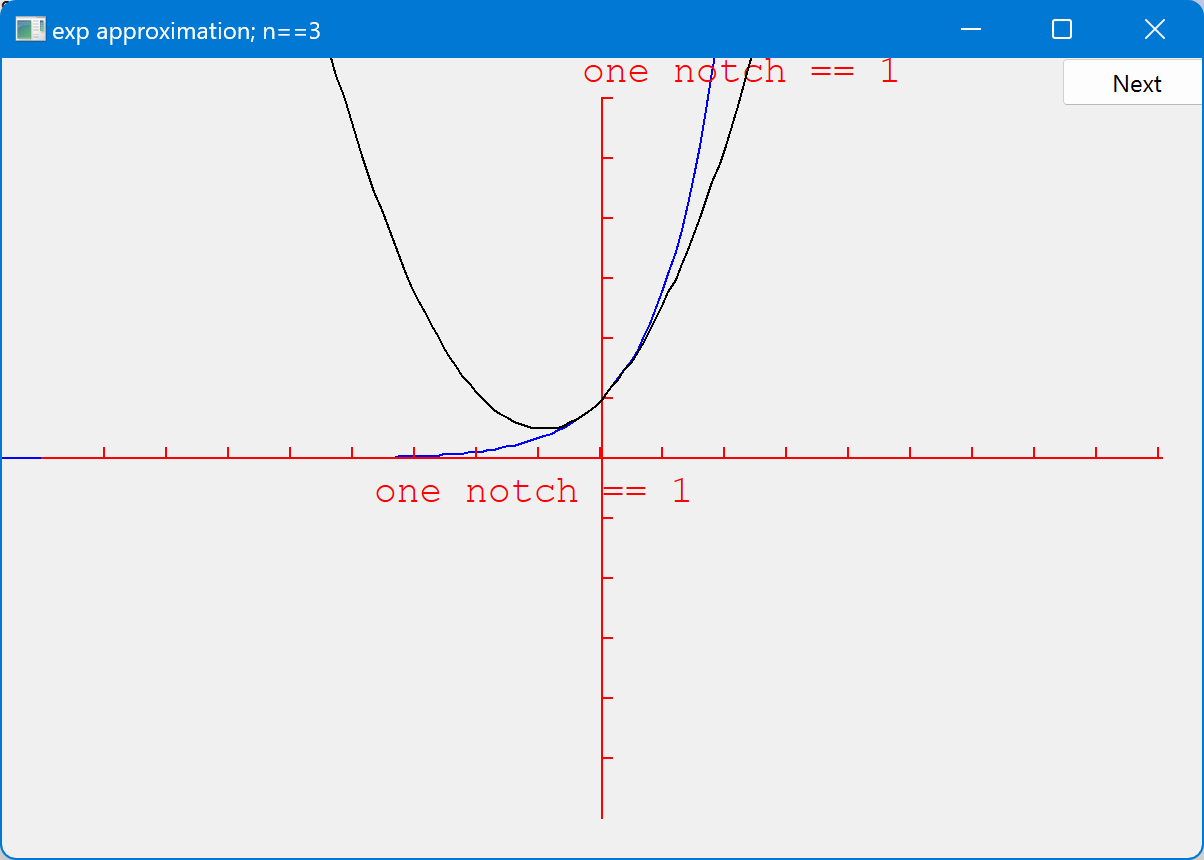 exp approximation; n==3
one notch == 1
Next
one notch == 1